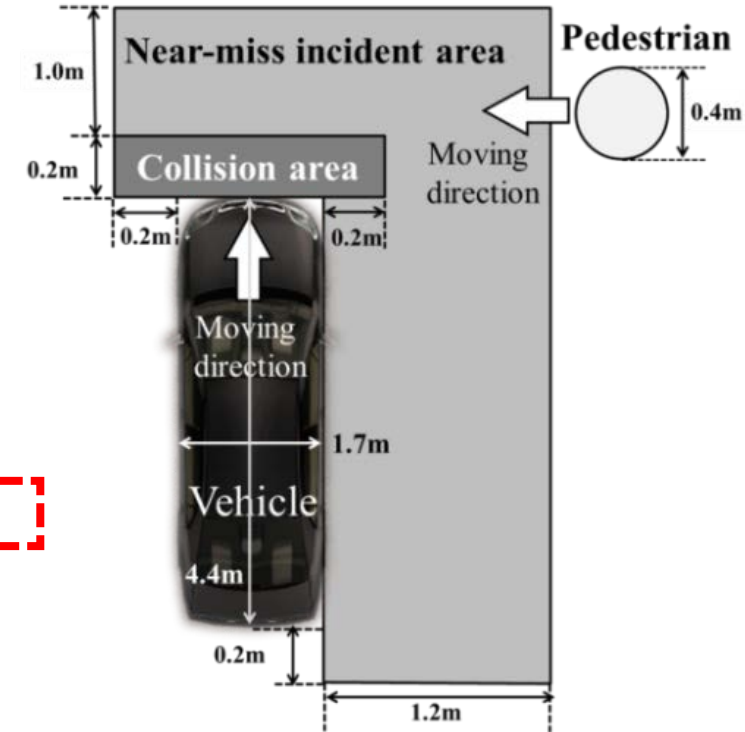 Near-miss incident area
Pedestrian
1.0m
0.4m
Moving
direction
0.2m
Collision area
0.2m
0.2m
Moving
direction
1.7m
Vehicle
4.4m
0.2m
1.2m